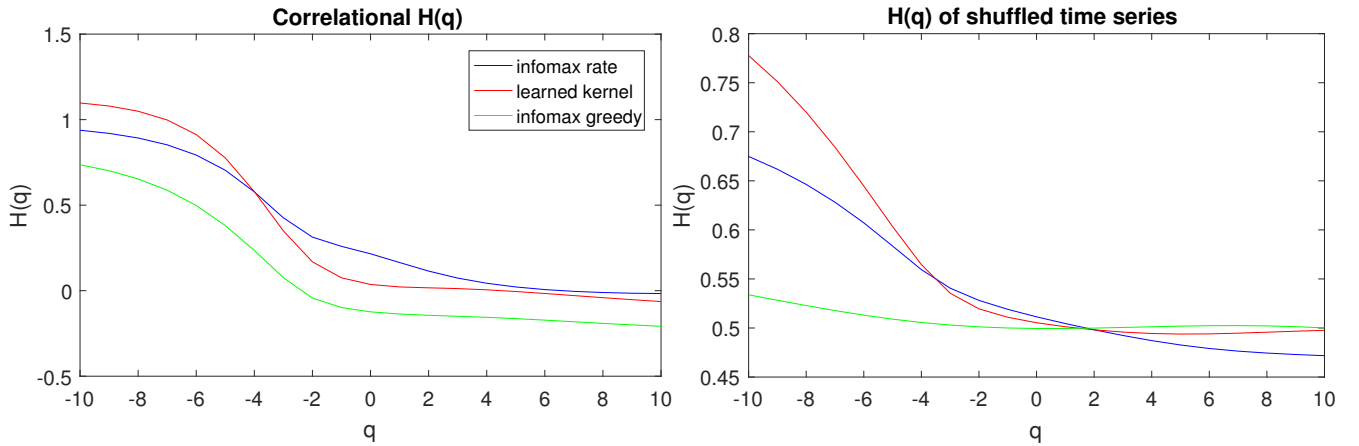 Correlational H(q)
1.5
1
0.5
0
-0.5
H(q)
infomax rate
learned kernel
infomax greedy
-10 -8 -6 -4 -2 0 2 4 6 8 10
q
H(q) of shuffled time series
0.8
0.75
0.7
0.65
0.6
0.55
0.5
0.45
H(q)
-10 -8 -6 -4 -2 0 2 4 6 8 10
q